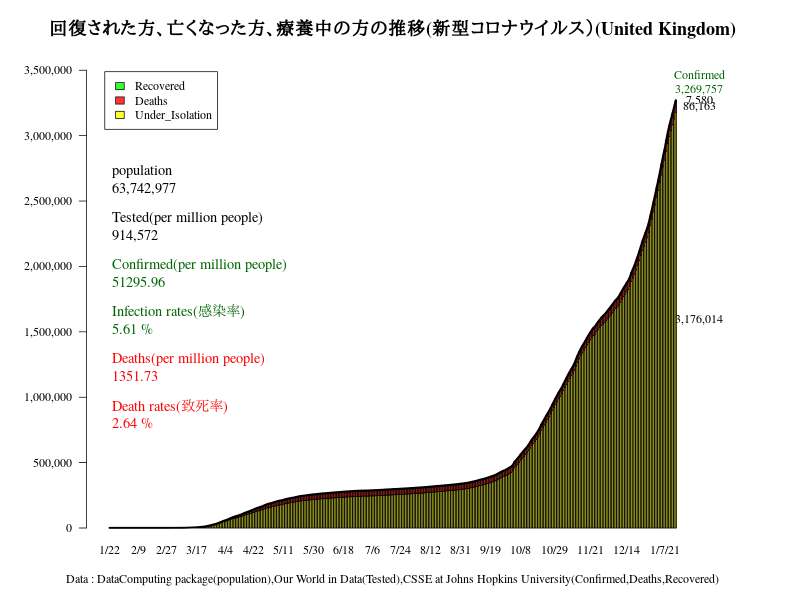 回復された方、亡くなった方、療養中の方の推移(新型コロナウイルス)(United Kingdom)
3,500,000
3,000,000
2,500,000
2,000,000
1,500,000
1,000,000
500,000
0
Recovered
Deaths
Under_Isolation
population
63,742,977
Tested(per million people)
914,572
Confirmed(per million people)
51295.96
Infection rates(感染率)
5.61 %
Deaths(per million people)
1351.73
Death rates(致死率)
2.64 %
Confirmed
3,269,757
7,580
86,163
3,176,014
1/22 2/9 2/27 3/17 4/4 4/22 5/11 5/30 6/18 7/6 7/24 8/12 8/31 9/19 10/8 10/29 11/21 12/14 1/7/21
Data : DataComputing package(population),Our World in Data(Tested),CSSE at Johns Hopkins University(Confirmed,Deaths,Recovered)